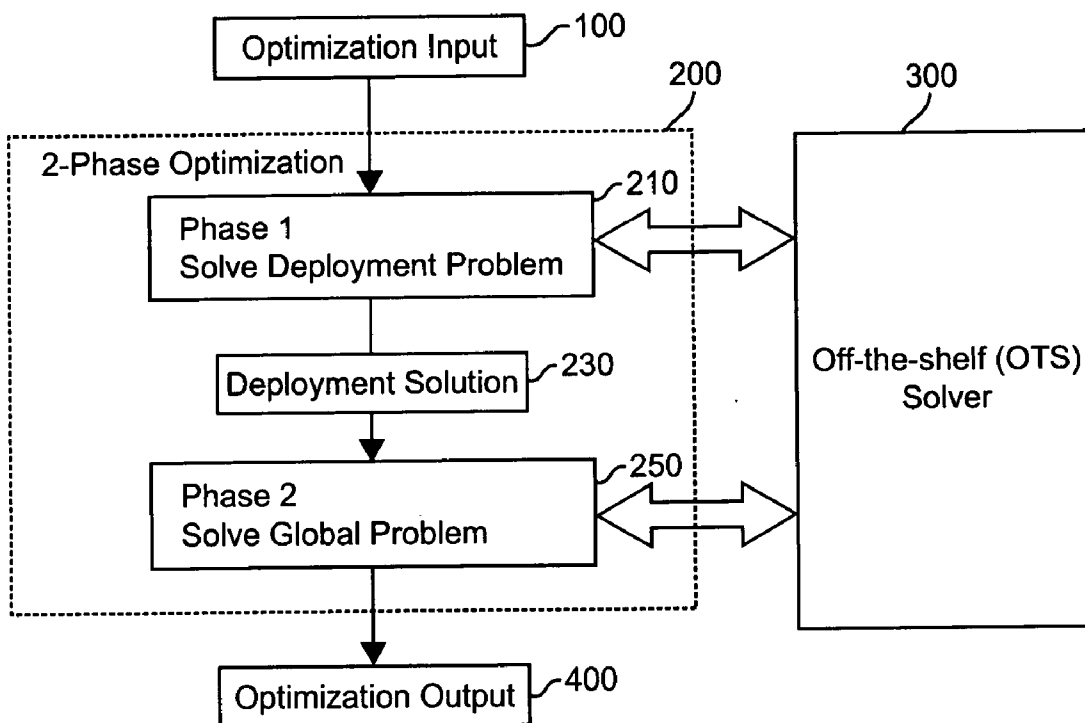 Optimization Input
100
200
300
2-Phase Optimization
210
Phase 1
Solve Deployment Problem
Deployment Solution
230
Off-the-shelf (OTS)
Solver
250
Phase 2
Solve Global Problem
Optimization Output
400